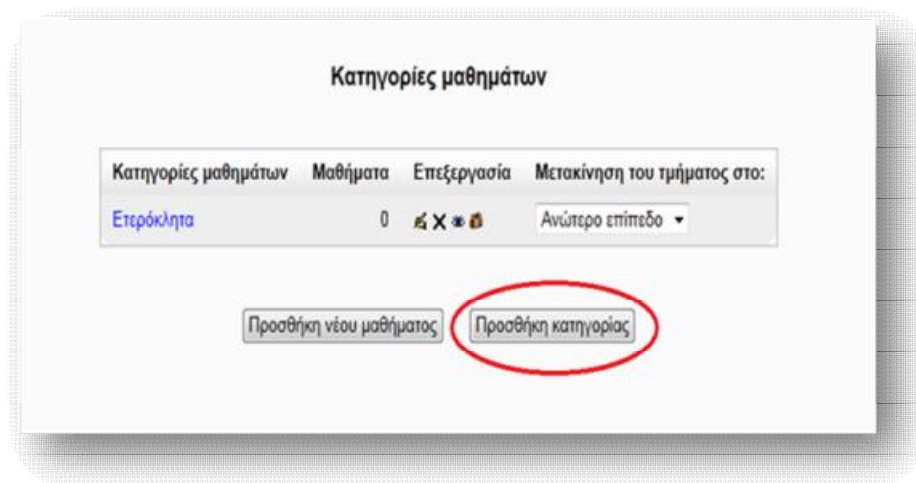 Κατηγορίες μαθημάτων
Κατηγορίες μαθημάτων Μαθήματα Επεξεργασία Μετακίνηση του τμήματος στο:
Ετερόκλητα 0 Ανώτερο επίπεδο
Προσθήκη νέου μαθήματος Προσθήκη κατηγορίας